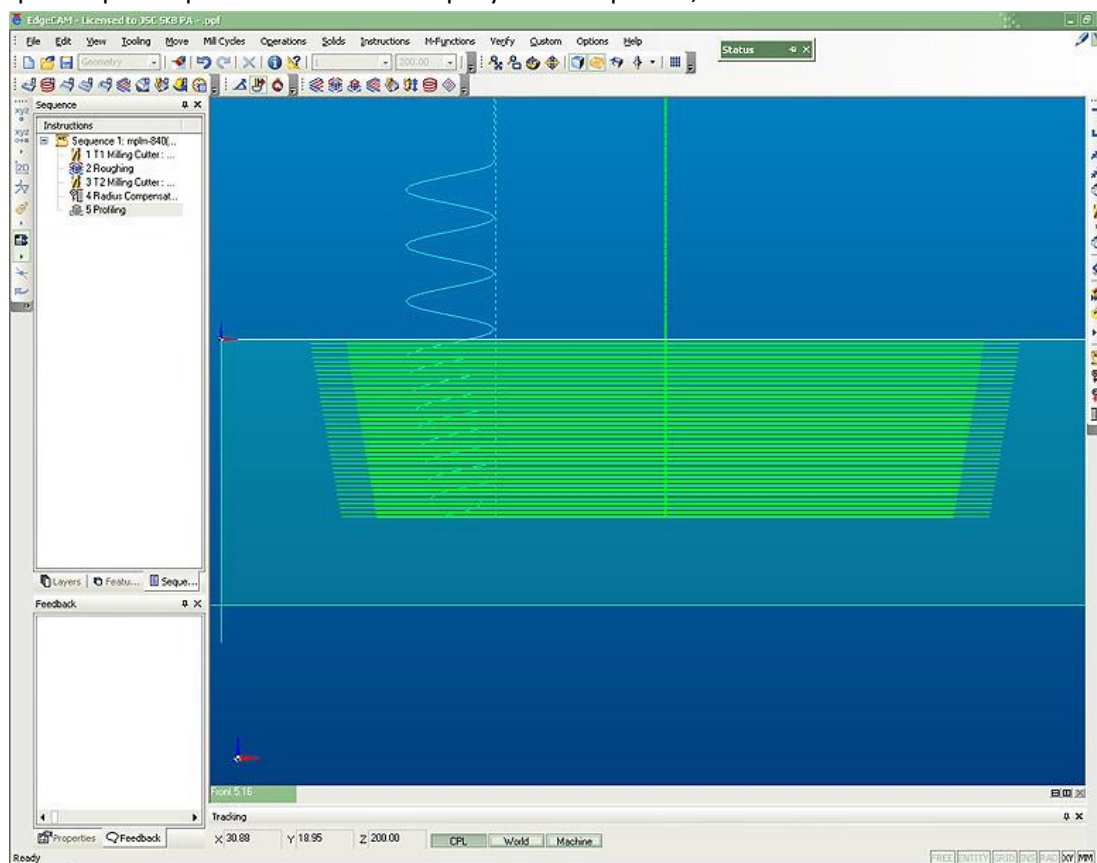 EdgeCAM - Licensed to JSC SKB PA - .ppf
File Edit View Tooling Move Mill Cycles Operations Solids Instructions M-Functions Verify Custom Options Help
Status
Geometry 1 200.00
Sequence
Instructions
Sequence 1: mplm-840(...
1 T1 Milling Cutter : ...
2 Roughing
3 T2 Milling Cutter : ...
4 Radius Compensat...
5 Profiling
Layers Featu... Seque...
Feedback
Front 5.16
Tracking
Properties Feedback
X 30.88 Y 18.95 Z 200.00 CPL World Machine
Ready FREE ENTITY GRID INS RAD XY MM